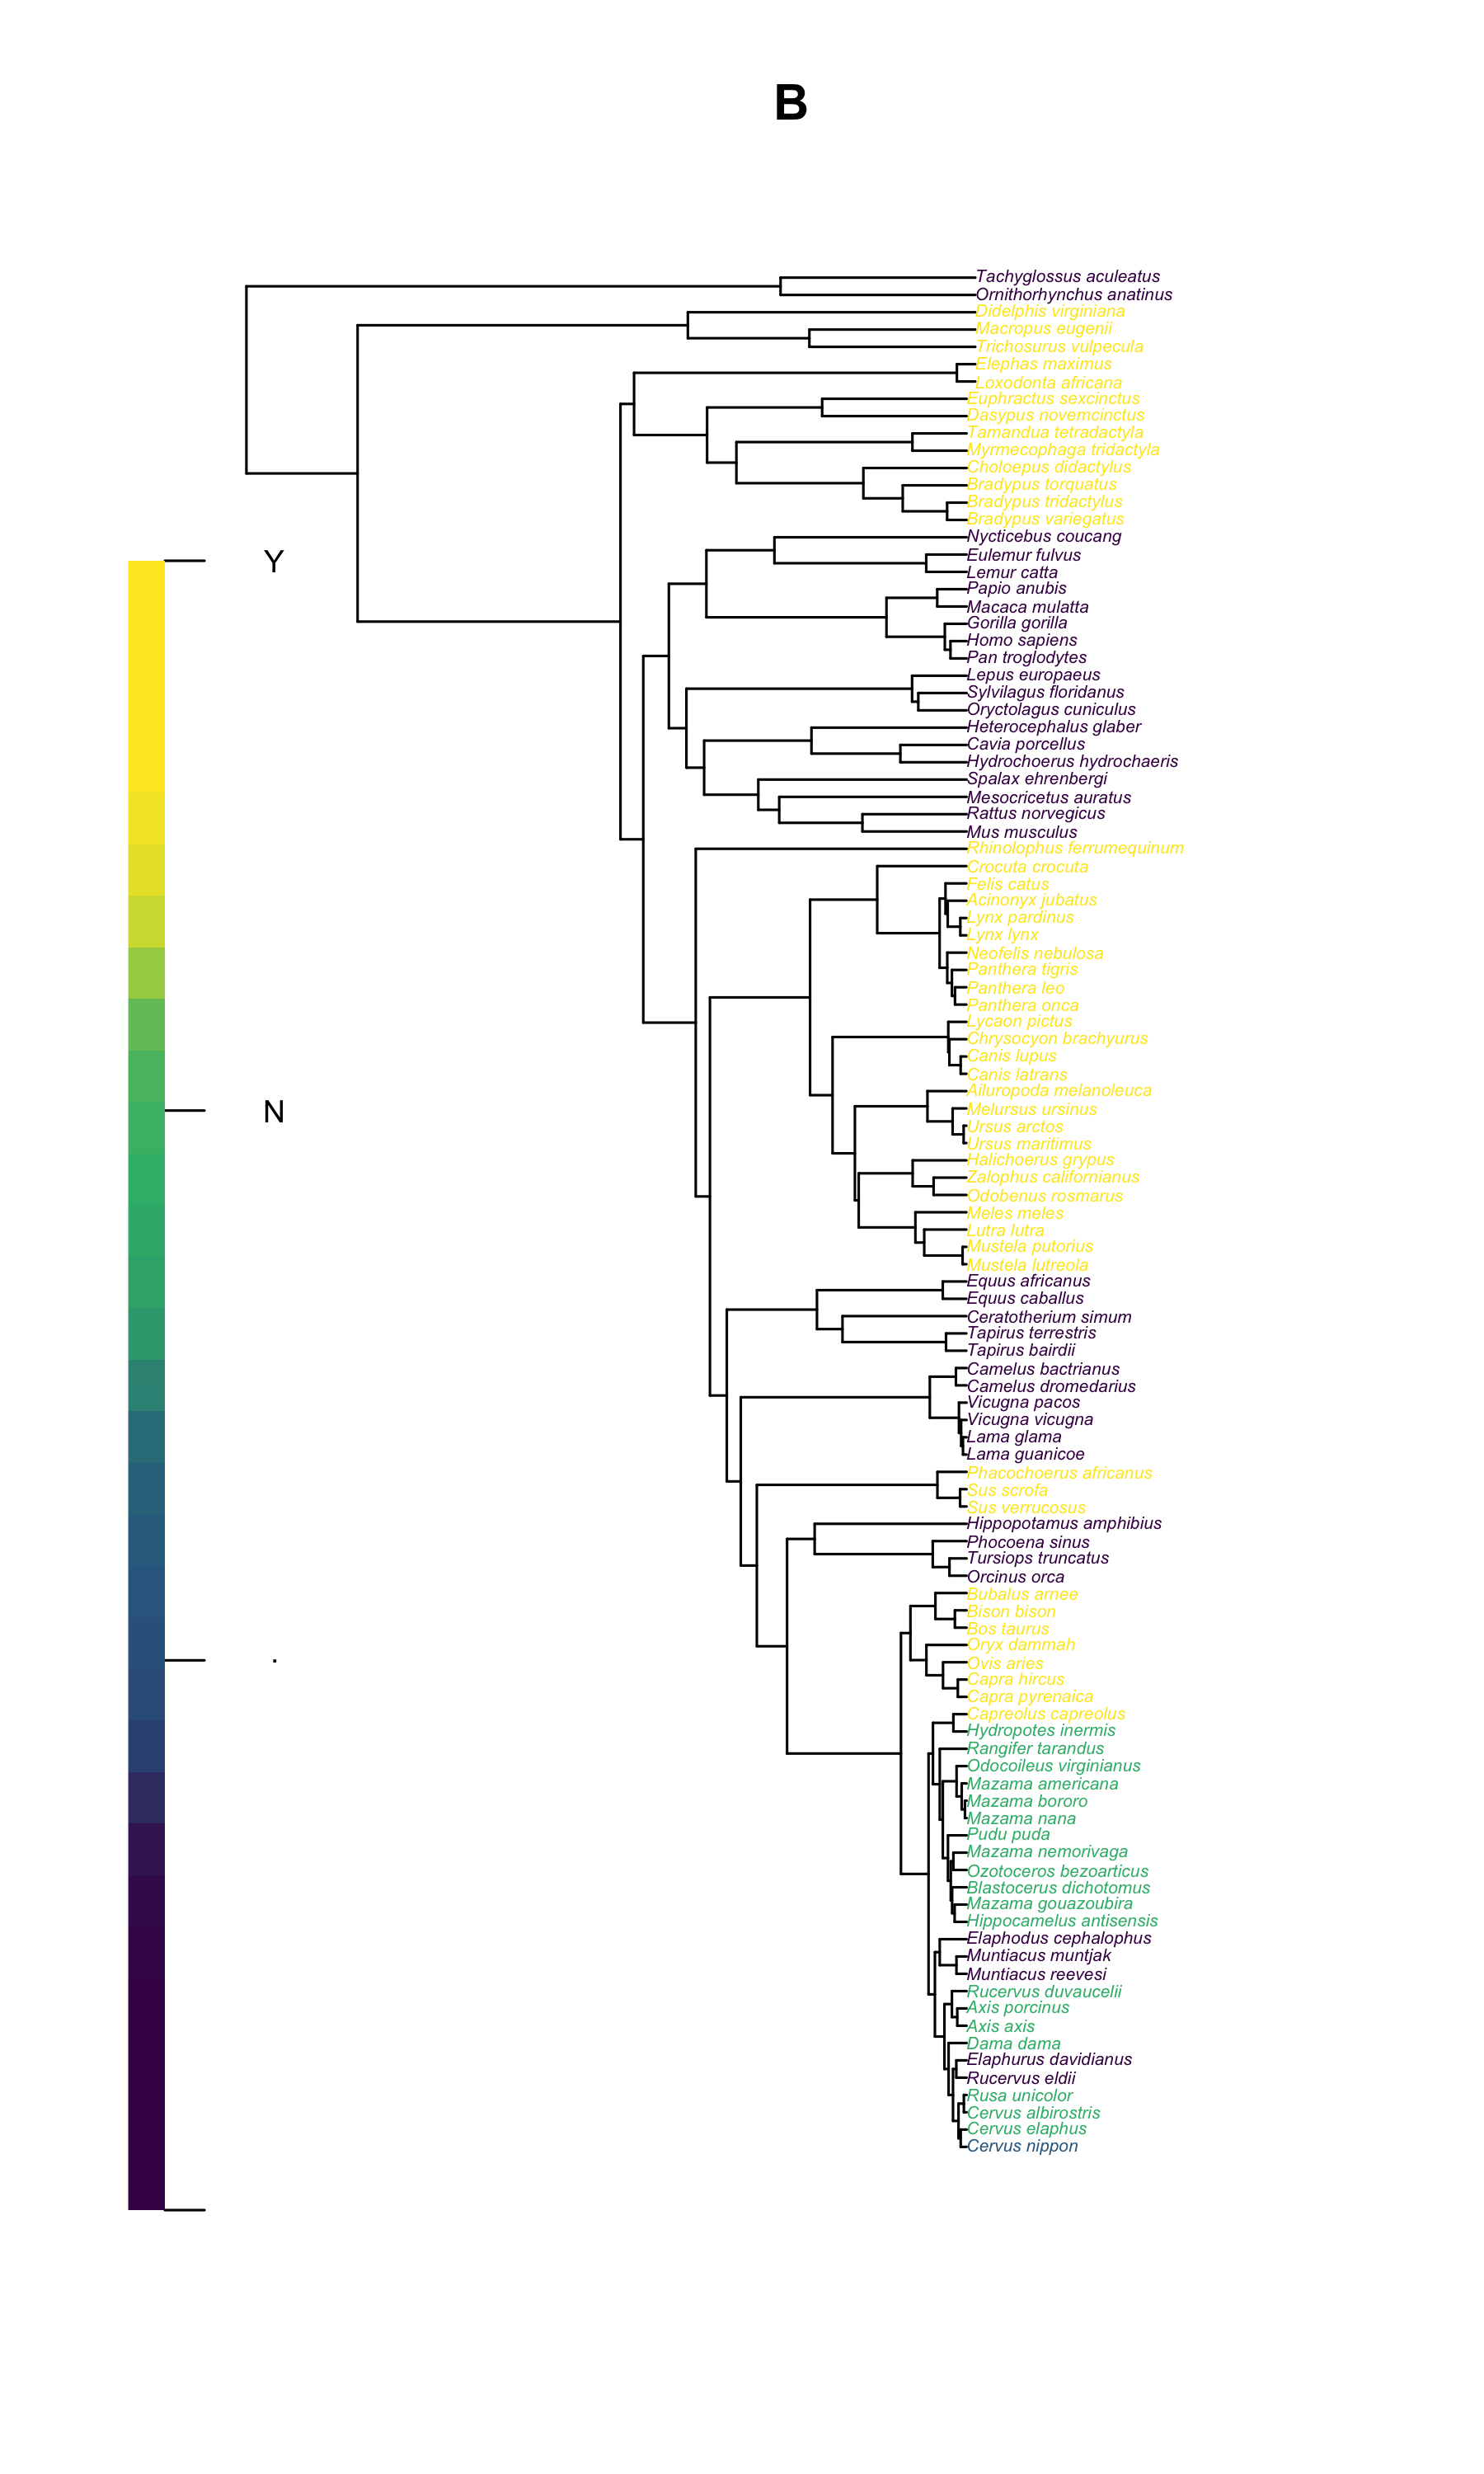 B
Tachyglossus aculeatus
Ornithorhynchus anatinus
Didelphis virginiana
Macropus eugenii
Trichosurus vulpecula
Elephas maximus
Loxodonta africana
Euphractus sexcinctus
Dasypus novemcinctus
Tamandua tetradactyla
Myrmecophaga tridactyla
Choloepus didactylus
Bradypus torquatus
Bradypus tridactylus
Bradypus variegatus
Nycticebus coucang
Y
Eulemur fulvus
Lemur catta
Papio anubis
Macaca mulatta
Gorilla gorilla
Homo sapiens
Pan troglodytes
Lepus europaeus
Sylvilagus floridanus
Oryctolagus cuniculus
Heterocephalus glaber
Cavia porcellus
Hydrochoerus hydrochaeris
Spalax ehrenbergi
Mesocricetus auratus
Rattus norvegicus
Mus musculus
Rhinolophus ferrumequinum
Crocuta crocuta
Felis catus
Acinonyx jubatus
Lynx pardinus
Lynx lynx
Neofelis nebulosa
Panthera tigris
Panthera leo
Panthera onca
Lycaon pictus
Chrysocyon brachyurus
Canis lupus
Canis latrans
Ailuropoda melanoleuca
Melursus ursinus
N
Ursus arctos
Ursus maritimus
Halichoerus grypus
Zalophus californianus
Odobenus rosmarus
Meles meles
Lutra lutra
Mustela putorius
Mustela lutreola
Equus africanus
Equus caballus
Ceratotherium simum
Tapirus terrestris
Tapirus bairdii
Camelus bactrianus
Camelus dromedarius
Vicugna pacos
Vicugna vicugna
Lama glama
Lama guanicoe
Phacochoerus africanus
Sus scrofa
Sus verrucosus
Hippopotamus amphibius
Phocoena sinus
Tursiops truncatus
Orcinus orca
Bubalus arnee
Bison bison
Bos taurus
Oryx dammah
Ovis aries
.
Capra hircus
Capra pyrenaica
Capreolus capreolus
Hydropotes inermis
Rangifer tarandus
Odocoileus virginianus
Mazama americana
Mazama bororo
Mazama nana
Pudu puda
Mazama nemorivaga
Ozotoceros bezoarticus
Blastocerus dichotomus
Mazama gouazoubira
Hippocamelus antisensis
Elaphodus cephalophus
Muntiacus muntjak
Muntiacus reevesi
Rucervus duvaucelii
Axis porcinus
Axis axis
Dama dama
Elaphurus davidianus
Rucervus eldii
Rusa unicolor
Cervus albirostris
Cervus elaphus
Cervus nippon